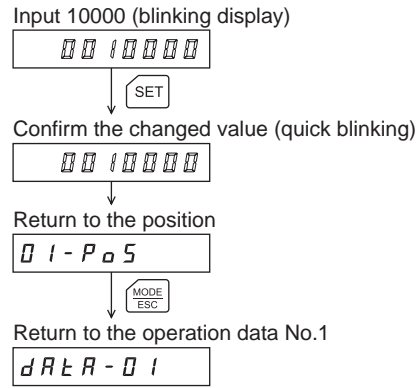 Input 10000 (blinking display)
0010000
SET
Confirm the changed value (quick blinking)
0010000
Return to the position
01-PoS
MODE
ESC
Return to the operation data No.1
dAtA-01